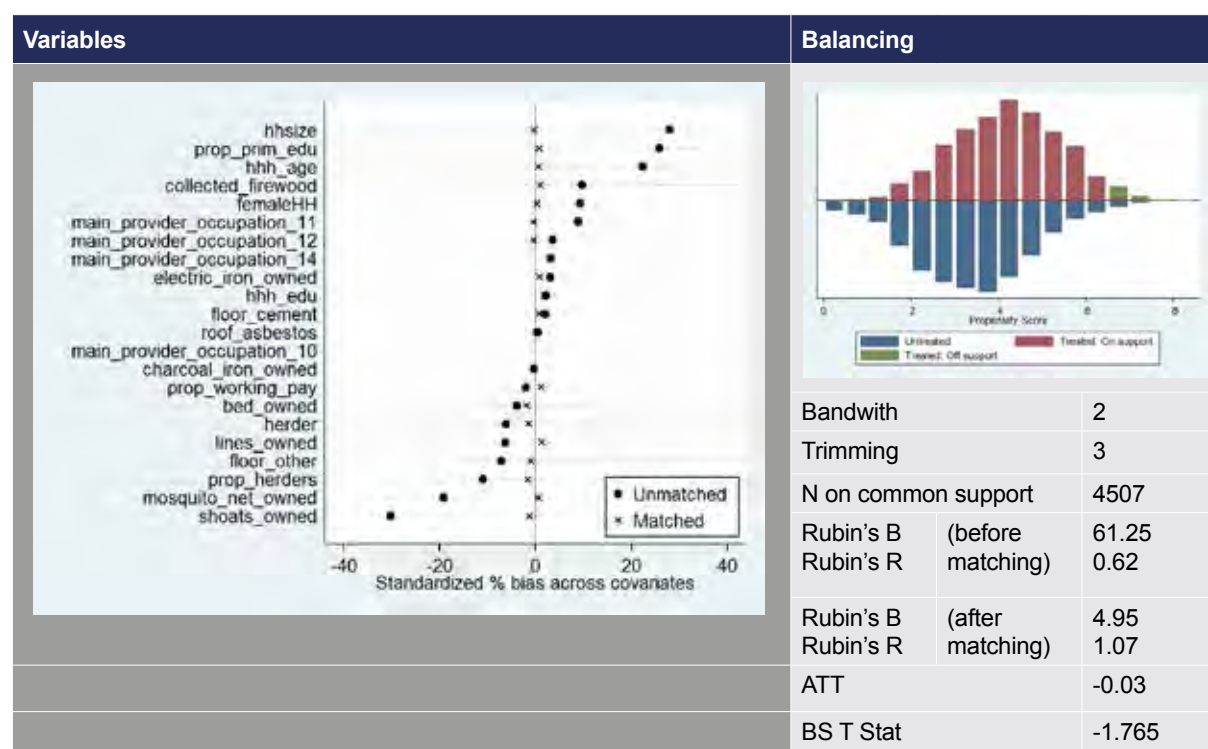 Variables
Balancing
hhsize
prop_prim_edu
hhh_age
collected_firewood
femaleHH
main_provider_occupation_11
main_provider_occupation_12
main_provider_occupation_14
electric_iron_owned
hhh_edu
floor_cement
roof_asbestos
main_provider_occupation_10
charcoal_iron_owned
prop_working_pay
bed_owned
herder
lines_owned
floor_other
prop_herders
mosquito_net_owned
shoats_owned
Unmatched
Matched
-40 -20 0 20 40
Standardized % bias across covariates
0 .2 .4 .6 .8
Propensity Score
Untreated Treated: On support
Treated: Off support
Bandwith 2
Trimming 3
N on common support 4507
Rubin's B (before 61.25
Rubin's R matching) 0.62
Rubin's B (after 4.95
Rubin's R matching) 1.07
ATT -0.03
BS T Stat -1.765